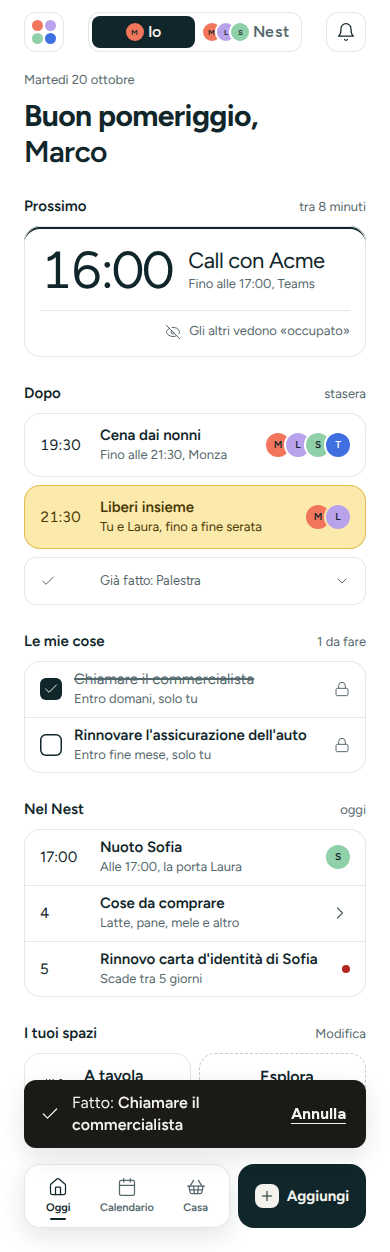 M Io
M L S Nest
Martedì 20 ottobre
Buon pomeriggio,
Marco
Prossimo tra 8 minuti
16:00 Call con Acme
Fino alle 17:00, Teams
Gli altri vedono «occupato»
Dopo stasera
19:30 Cena dai nonni M L S T
Fino alle 21:30, Monza
21:30 Liberi insieme M L
Tu e Laura, fino a fine serata
Già fatto: Palestra
Le mie cose 1 da fare
Chiamare il commercialista
Entro domani, solo tu
Rinnovare l'assicurazione dell'auto
Entro fine mese, solo tu
Nel Nest oggi
17:00 Nuoto Sofia S
Alle 17:00, la porta Laura
4 Cose da comprare
Latte, pane, mele e altro
5 Rinnovo carta d'identità di Sofia
Scade tra 5 giorni
I tuoi spazi Modifica
A tavola Esplora
Fatto: Chiamare il
commercialista
Annulla
Oggi Calendario Casa Aggiungi